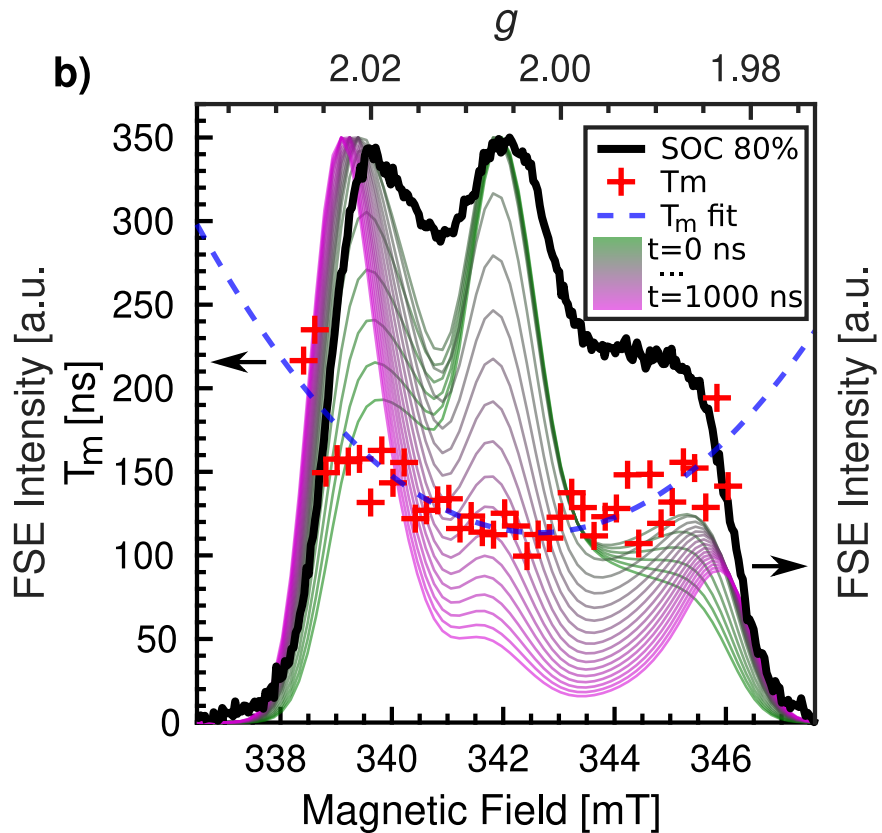 g
b)
2.02 2.00 1.98
350
300
250
200
150
100
50
0
FSE Intensity [a.u.]
Tm [ns]
SOC 80%
Tm
Tm fit
t=0 ns
...
t=1000 ns
FSE Intensity [a.u.]
338 340 342 344 346
Magnetic Field [mT]